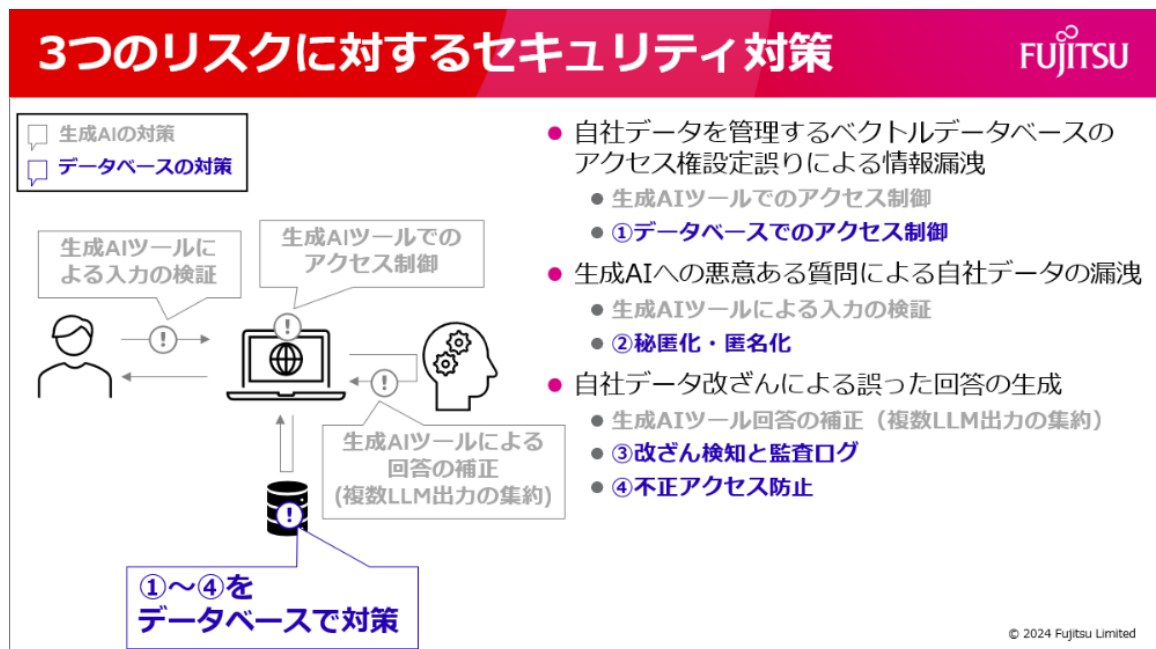 3つのリスクに対するセキュリティ対策
FUJITSU
生成AIの対策
データベースの対策
生成AIツールに
よる入力の検証
生成AIツールでの
アクセス制御
生成AIツールによる
回答の補正
(複数LLM出力の集約)
①～④を
データベースで対策
● 自社データを管理するベクトルデータベースの
アクセス権設定誤りによる情報漏洩
● 生成AIツールでのアクセス制御
● ①データベースでのアクセス制御
● 生成AIへの悪意ある質問による自社データの漏洩
● 生成AIツールによる入力の検証
● ②秘匿化・匿名化
● 自社データ改ざんによる誤った回答の生成
● 生成AIツール回答の補正（複数LLM出力の集約）
● ③改ざん検知と監査ログ
● ④不正アクセス防止
© 2024 Fujitsu Limited